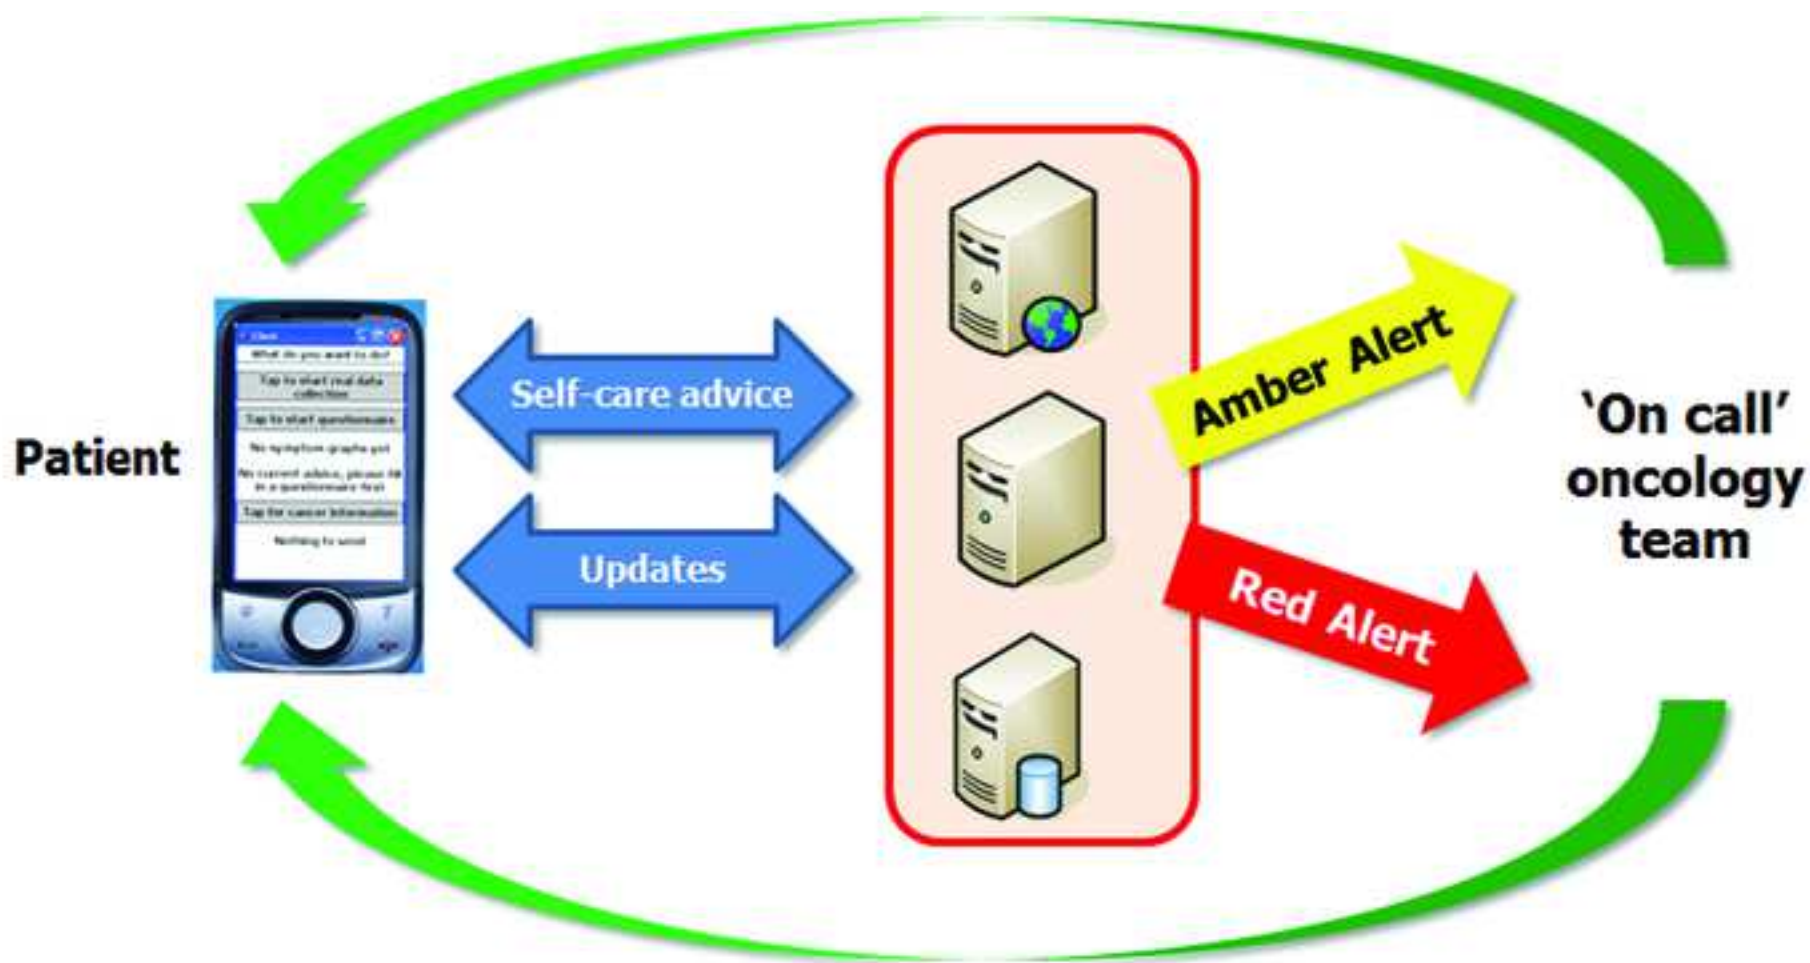 Patient
What do you want to do?
Tap to start real data
collection
Tap to start questionnaire
No symptom graphs yet
No current advice, please fill
in a questionnaire first
Tap for cancer information
Nothing to send
Self-care advice
Updates
Amber Alert
Red Alert
‘On call’
oncology
team